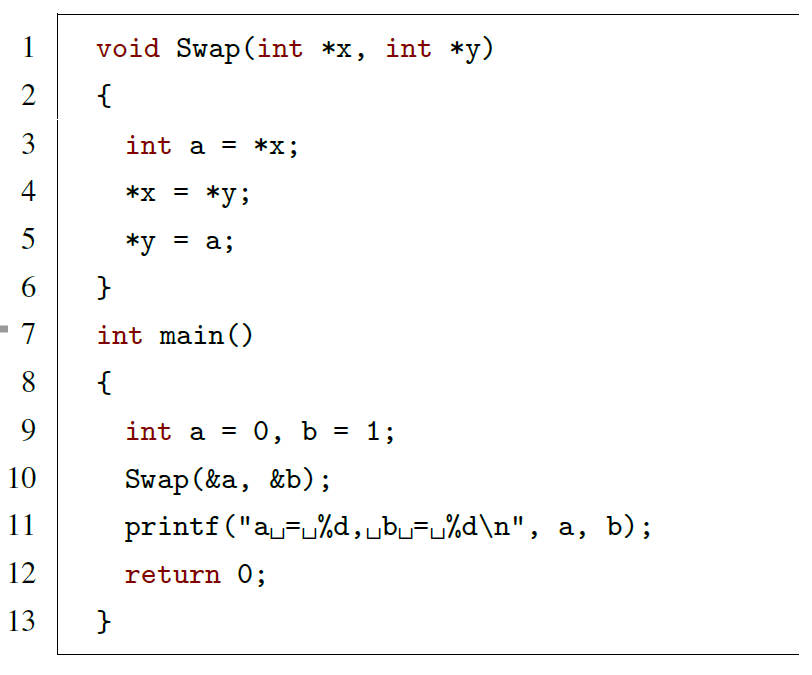 1 void Swap(int *x, int *y)
2 {
3 int a = *x;
4 *x = *y;
5 *y = a;
6 }
7 int main()
8 {
9 int a = 0, b = 1;
10 Swap(&a, &b);
11 printf("a␣=␣%d,␣b␣=␣%d\n", a, b);
12 return 0;
13 }